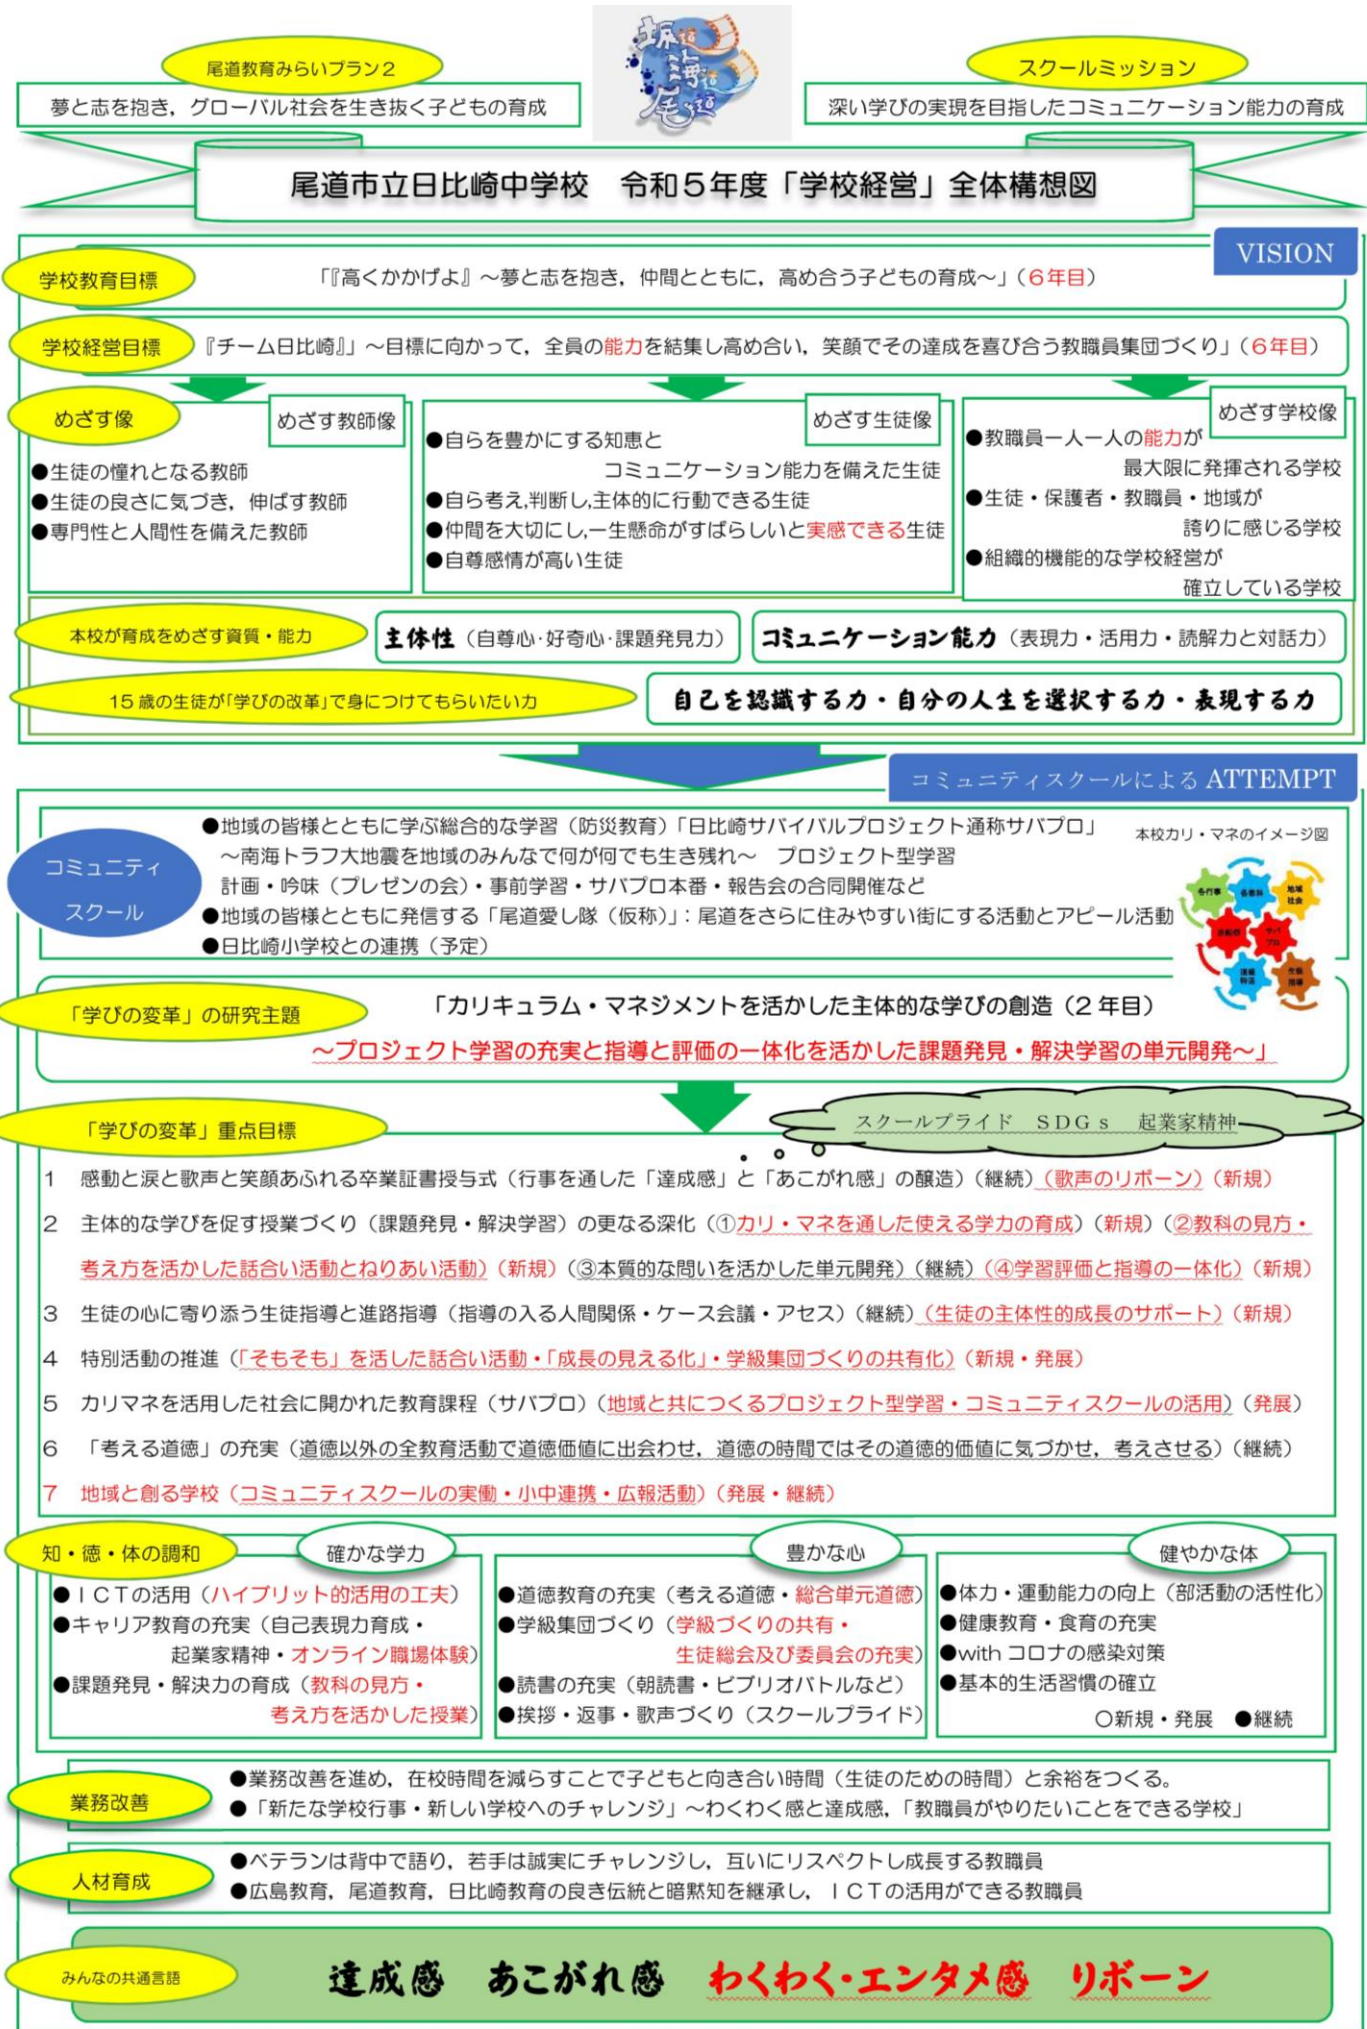 坂道海道尾道
尾道教育みらいプラン２
スクールミッション
夢と志を抱き，グローバル社会を生き抜く子どもの育成
深い学びの実現を目指したコミュニケーション能力の育成
尾道市立日比崎中学校　令和５年度「学校経営」全体構想図
VISION
学校教育目標
「『高くかかげよ』～夢と志を抱き，仲間とともに，高め合う子どもの育成～」（６年目）
学校経営目標
『チーム日比崎』」～目標に向かって，全員の能力を結集し高め合い，笑顔でその達成を喜び合う教職員集団づくり」（６年目）
めざす像
めざす教師像
●生徒の憧れとなる教師
●生徒の良さに気づき，伸ばす教師
●専門性と人間性を備えた教師
めざす生徒像
●自らを豊かにする知恵と
コミュニケーション能力を備えた生徒
●自ら考え,判断し,主体的に行動できる生徒
●仲間を大切にし,一生懸命がすばらしいと実感できる生徒
●自尊感情が高い生徒
めざす学校像
●教職員一人一人の能力が
最大限に発揮される学校
●生徒・保護者・教職員・地域が
誇りに感じる学校
●組織的機能的な学校経営が
確立している学校
本校が育成をめざす資質・能力
主体性（自尊心・好奇心・課題発見力）
コミュニケーション能力（表現力・活用力・読解力と対話力）
15歳の生徒が「学びの改革」で身につけてもらいたい力
自己を認識する力・自分の人生を選択する力・表現する力
コミュニティスクールによる ATTEMPT
コミュニティ
スクール
●地域の皆様とともに学ぶ総合的な学習（防災教育）「日比崎サバイバルプロジェクト通称サバプロ」
～南海トラフ大地震を地域のみんなで何が何でも生き残れ～　プロジェクト型学習
計画・吟味（プレゼンの会）・事前学習・サバプロ本番・報告会の合同開催など
●地域の皆様とともに発信する「尾道愛し隊（仮称）」：尾道をさらに住みやすい街にする活動とアピール活動
●日比崎小学校との連携（予定）
本校カリ・マネのイメージ図
各行事
各教科
地域
社会
サバ
プロ
道徳
特活
生徒
指導
「学びの変革」の研究主題
「カリキュラム・マネジメントを活かした主体的な学びの創造（２年目）
～プロジェクト学習の充実と指導と評価の一体化を活かした課題発見・解決学習の単元開発～」
「学びの変革」重点目標
スクールプライド　ＳＤＧｓ　起業家精神
1　感動と涙と歌声と笑顔あふれる卒業証書授与式（行事を通した「達成感」と「あこがれ感」の醸造）（継続）（歌声のリボーン）（新規）
2　主体的な学びを促す授業づくり（課題発見・解決学習）の更なる深化（①カリ・マネを通した使える学力の育成）（新規）（②教科の見方・
考え方を活かした話合い活動とねりあい活動）（新規）（③本質的な問いを活かした単元開発）（継続）（④学習評価と指導の一体化）（新規）
3　生徒の心に寄り添う生徒指導と進路指導（指導の入る人間関係・ケース会議・アセス）（継続）（生徒の主体性的成長のサポート）（新規）
4　特別活動の推進（「そもそも」を活した話合い活動・「成長の見える化」・学級集団づくりの共有化）（新規・発展）
5　カリマネを活用した社会に開かれた教育課程（サバプロ）（地域と共につくるプロジェクト型学習・コミュニティスクールの活用）（発展）
6　「考える道徳」の充実（道徳以外の全教育活動で道徳価値に出会わせ，道徳の時間ではその道徳的価値に気づかせ，考えさせる）（継続）
7　地域と創る学校（コミュニティスクールの実働・小中連携・広報活動）（発展・継続）
知・徳・体の調和
確かな学力
●ＩＣＴの活用（ハイブリット的活用の工夫）
●キャリア教育の充実（自己表現力育成・
起業家精神・オンライン職場体験）
●課題発見・解決力の育成（教科の見方・
考え方を活かした授業）
豊かな心
●道徳教育の充実（考える道徳・総合単元道徳）
●学級集団づくり（学級づくりの共有・
生徒総会及び委員会の充実）
●読書の充実（朝読書・ビブリオバトルなど）
●挨拶・返事・歌声づくり（スクールプライド）
健やかな体
●体力・運動能力の向上（部活動の活性化）
●健康教育・食育の充実
●with コロナの感染対策
●基本的生活習慣の確立
〇新規・発展　●継続
業務改善
●業務改善を進め，在校時間を減らすことで子どもと向き合い時間（生徒のための時間）と余裕をつくる。
●「新たな学校行事・新しい学校へのチャレンジ」～わくわく感と達成感，「教職員がやりたいことをできる学校」
人材育成
●ベテランは背中で語り，若手は誠実にチャレンジし，互いにリスペクトし成長する教職員
●広島教育，尾道教育，日比崎教育の良き伝統と暗黙知を継承し，ＩＣＴの活用ができる教職員
みんなの共通言語
達成感　あこがれ感　わくわく・エンタメ感　リボーン